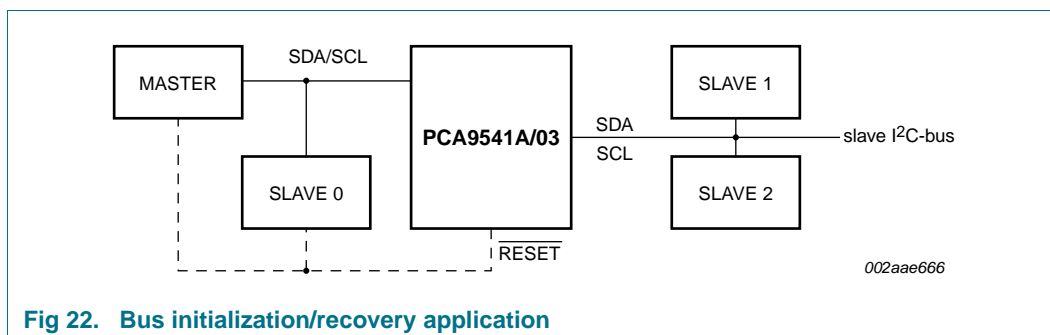 MASTER
SDA/SCL
SLAVE 0
PCA9541A/03
RESET
SDA
SCL
SLAVE 1
SLAVE 2
slave I²C-bus
002aae666
Fig 22. Bus initialization/recovery application